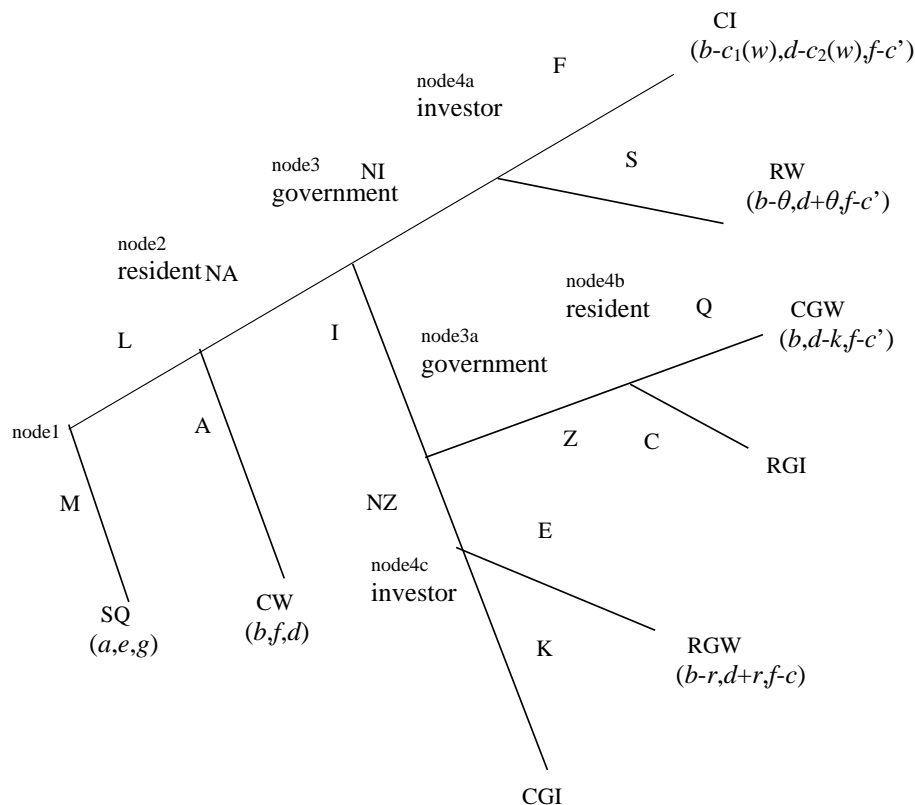 CI
(b-c₁(w),d-c₂(w),f-c’)
F
node4a
investor
S
RW
(b-θ,d+θ,f-c’)
node3
government
NI
node2
resident
NA
node4b
resident
Q
CGW
(b,d-k,f-c’)
L
I
node3a
government
node1
A
Z
C
RGI
M
NZ
E
node4c
investor
SQ
(a,e,g)
CW
(b,f,d)
K
RGW
(b-r,d+r,f-c)
CGI